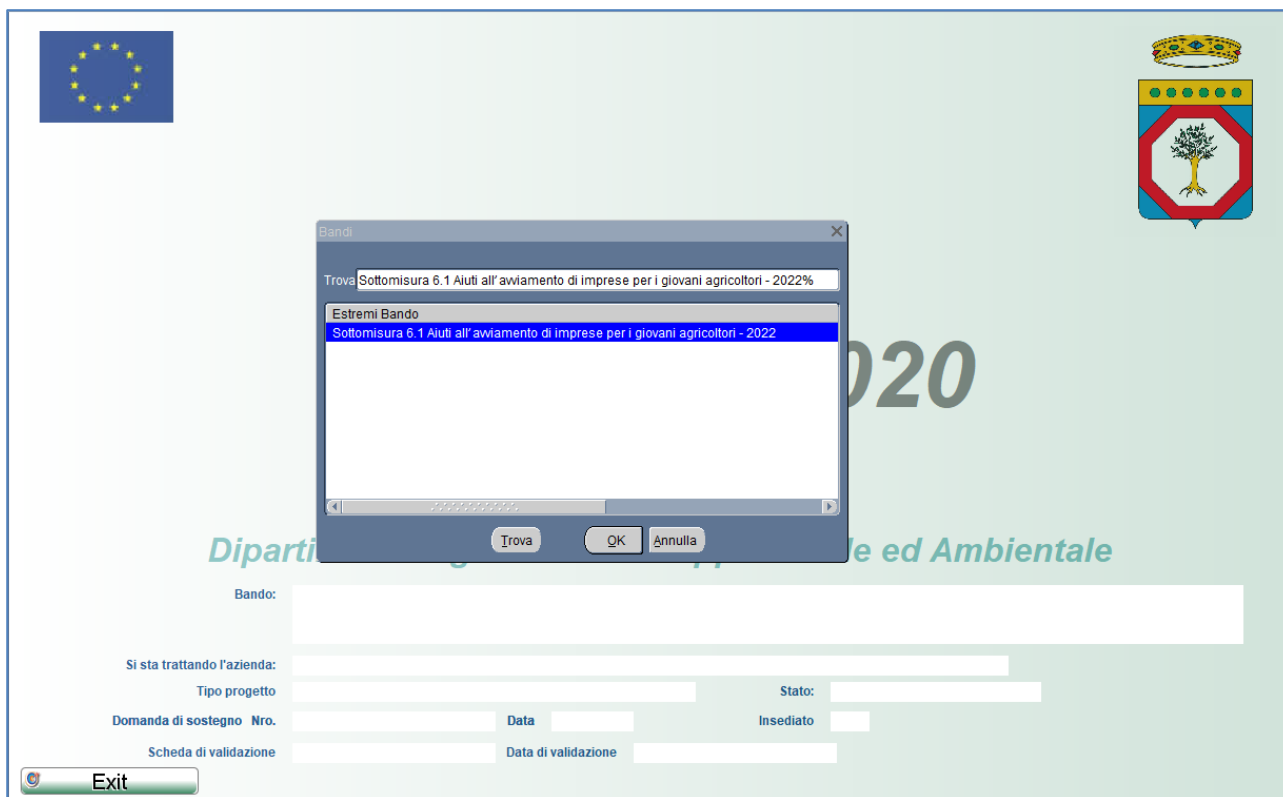 Bandi
Trova Sottomisura 6.1 Aiuti all'avviamento di imprese per i giovani agricoltori - 2022%
Estremi Bando
Sottomisura 6.1 Aiuti all'avviamento di imprese per i giovani agricoltori - 2022
020
Trova OK Annulla
Diparti le ed Ambientale
Bando:
Si sta trattando l'azienda:
Tipo progetto Stato:
Domanda di sostegno Nro. Data Insediato
Scheda di validazione Data di validazione
Exit